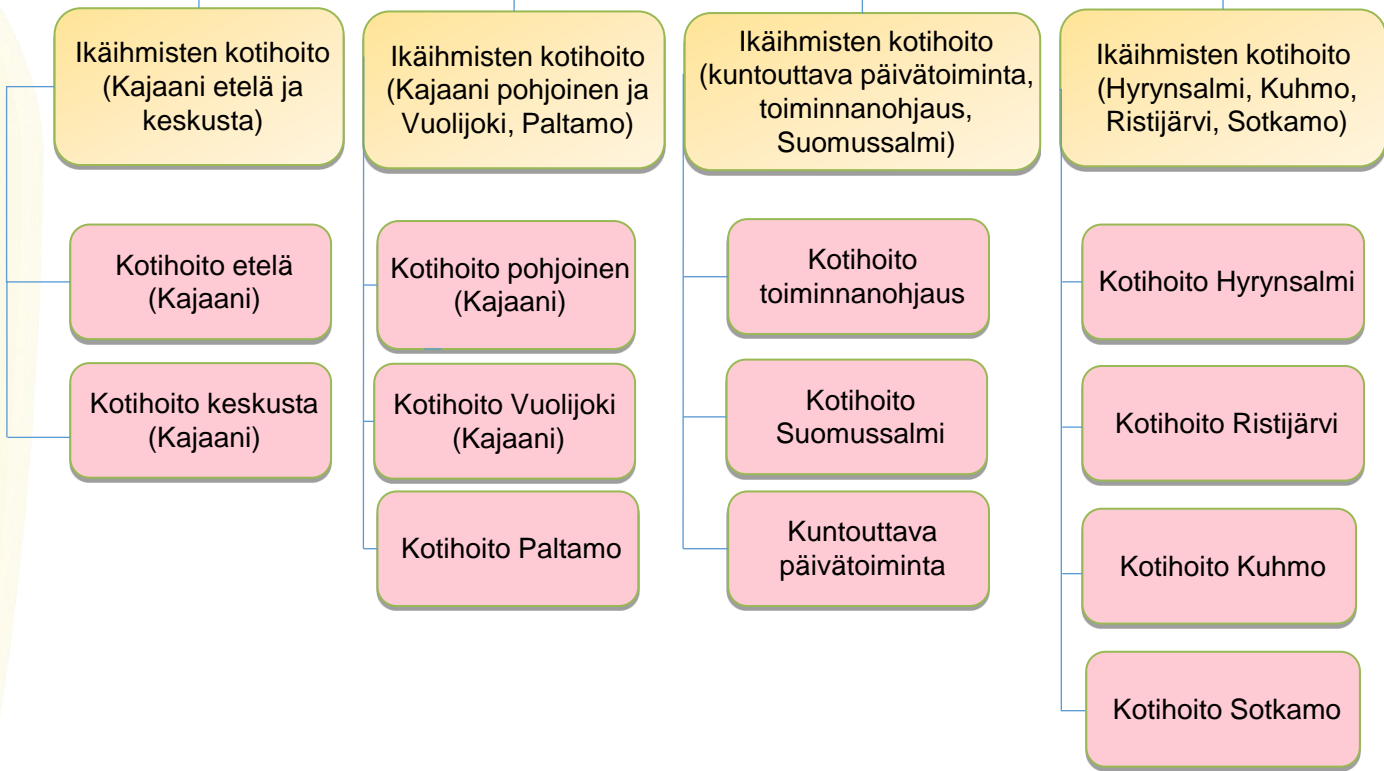 Ikäihmisten kotihoito
(Kajaani etelä ja
keskusta)
Kotihoito etelä
(Kajaani)
Kotihoito keskusta
(Kajaani)
Ikäihmisten kotihoito
(Kajaani pohjoinen ja
Vuolijoki, Paltamo)
Kotihoito pohjoinen
(Kajaani)
Kotihoito Vuolijoki
(Kajaani)
Kotihoito Paltamo
Ikäihmisten kotihoito
(kuntouttava päivätoiminta,
toiminnanohjaus,
Suomussalmi)
Kotihoito
toiminnanohjaus
Kotihoito
Suomussalmi
Kuntouttava
päivätoiminta
Ikäihmisten kotihoito
(Hyrynsalmi, Kuhmo,
Ristijärvi, Sotkamo)
Kotihoito Hyrynsalmi
Kotihoito Ristijärvi
Kotihoito Kuhmo
Kotihoito Sotkamo